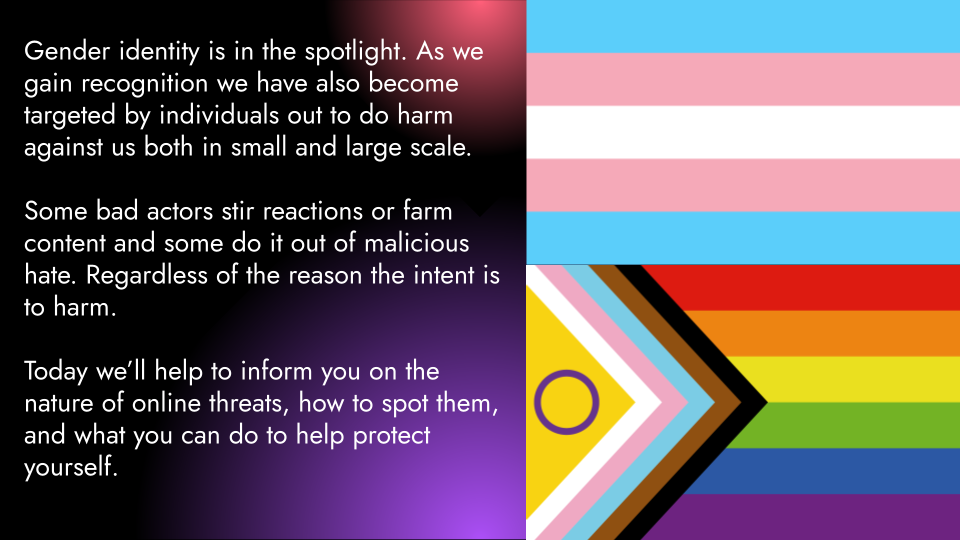 Gender identity is in the spotlight. As we
gain recognition we have also become
targeted by individuals out to do harm
against us both in small and large scale.
Some bad actors stir reactions or farm
content and some do it out of malicious
hate. Regardless of the reason the intent is
to harm.
Today we’ll help to inform you on the
nature of online threats, how to spot them,
and what you can do to help protect
yourself.